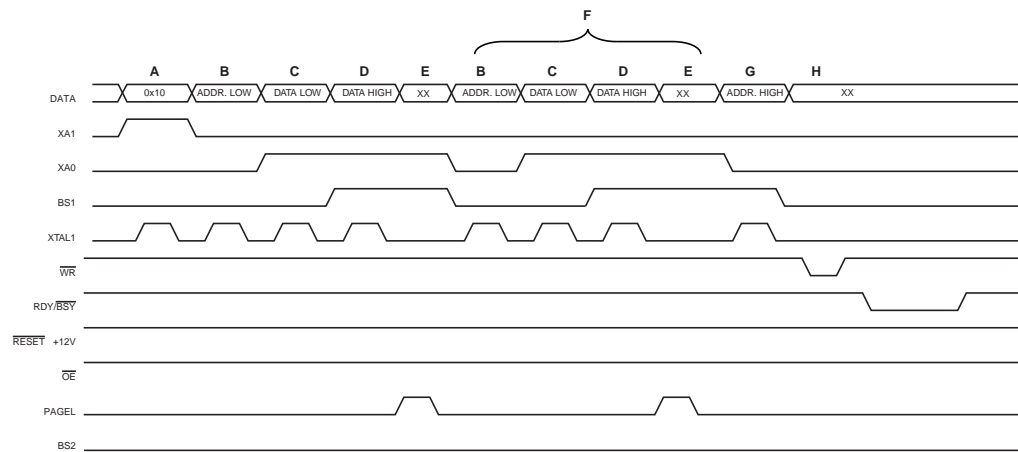 F
A B C D E B C D E G H
DATA 0x10 ADDR. LOW DATA LOW DATA HIGH XX ADDR. LOW DATA LOW DATA HIGH XX ADDR. HIGH XX
XA1
XA0
BS1
XTAL1
WR
RDY/BSY
RESET +12V
OE
PAGEL
BS2